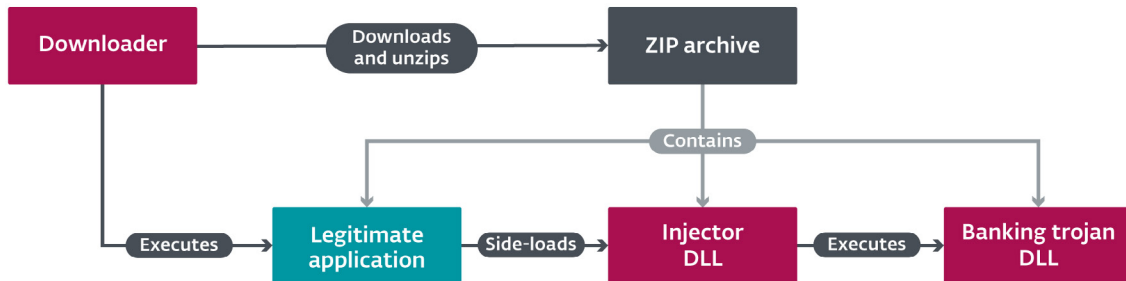 Downloader
Downloads
and unzips
ZIP archive
Contains
Executes
Legitimate
application
Side-loads
Injector
DLL
Executes
Banking trojan
DLL